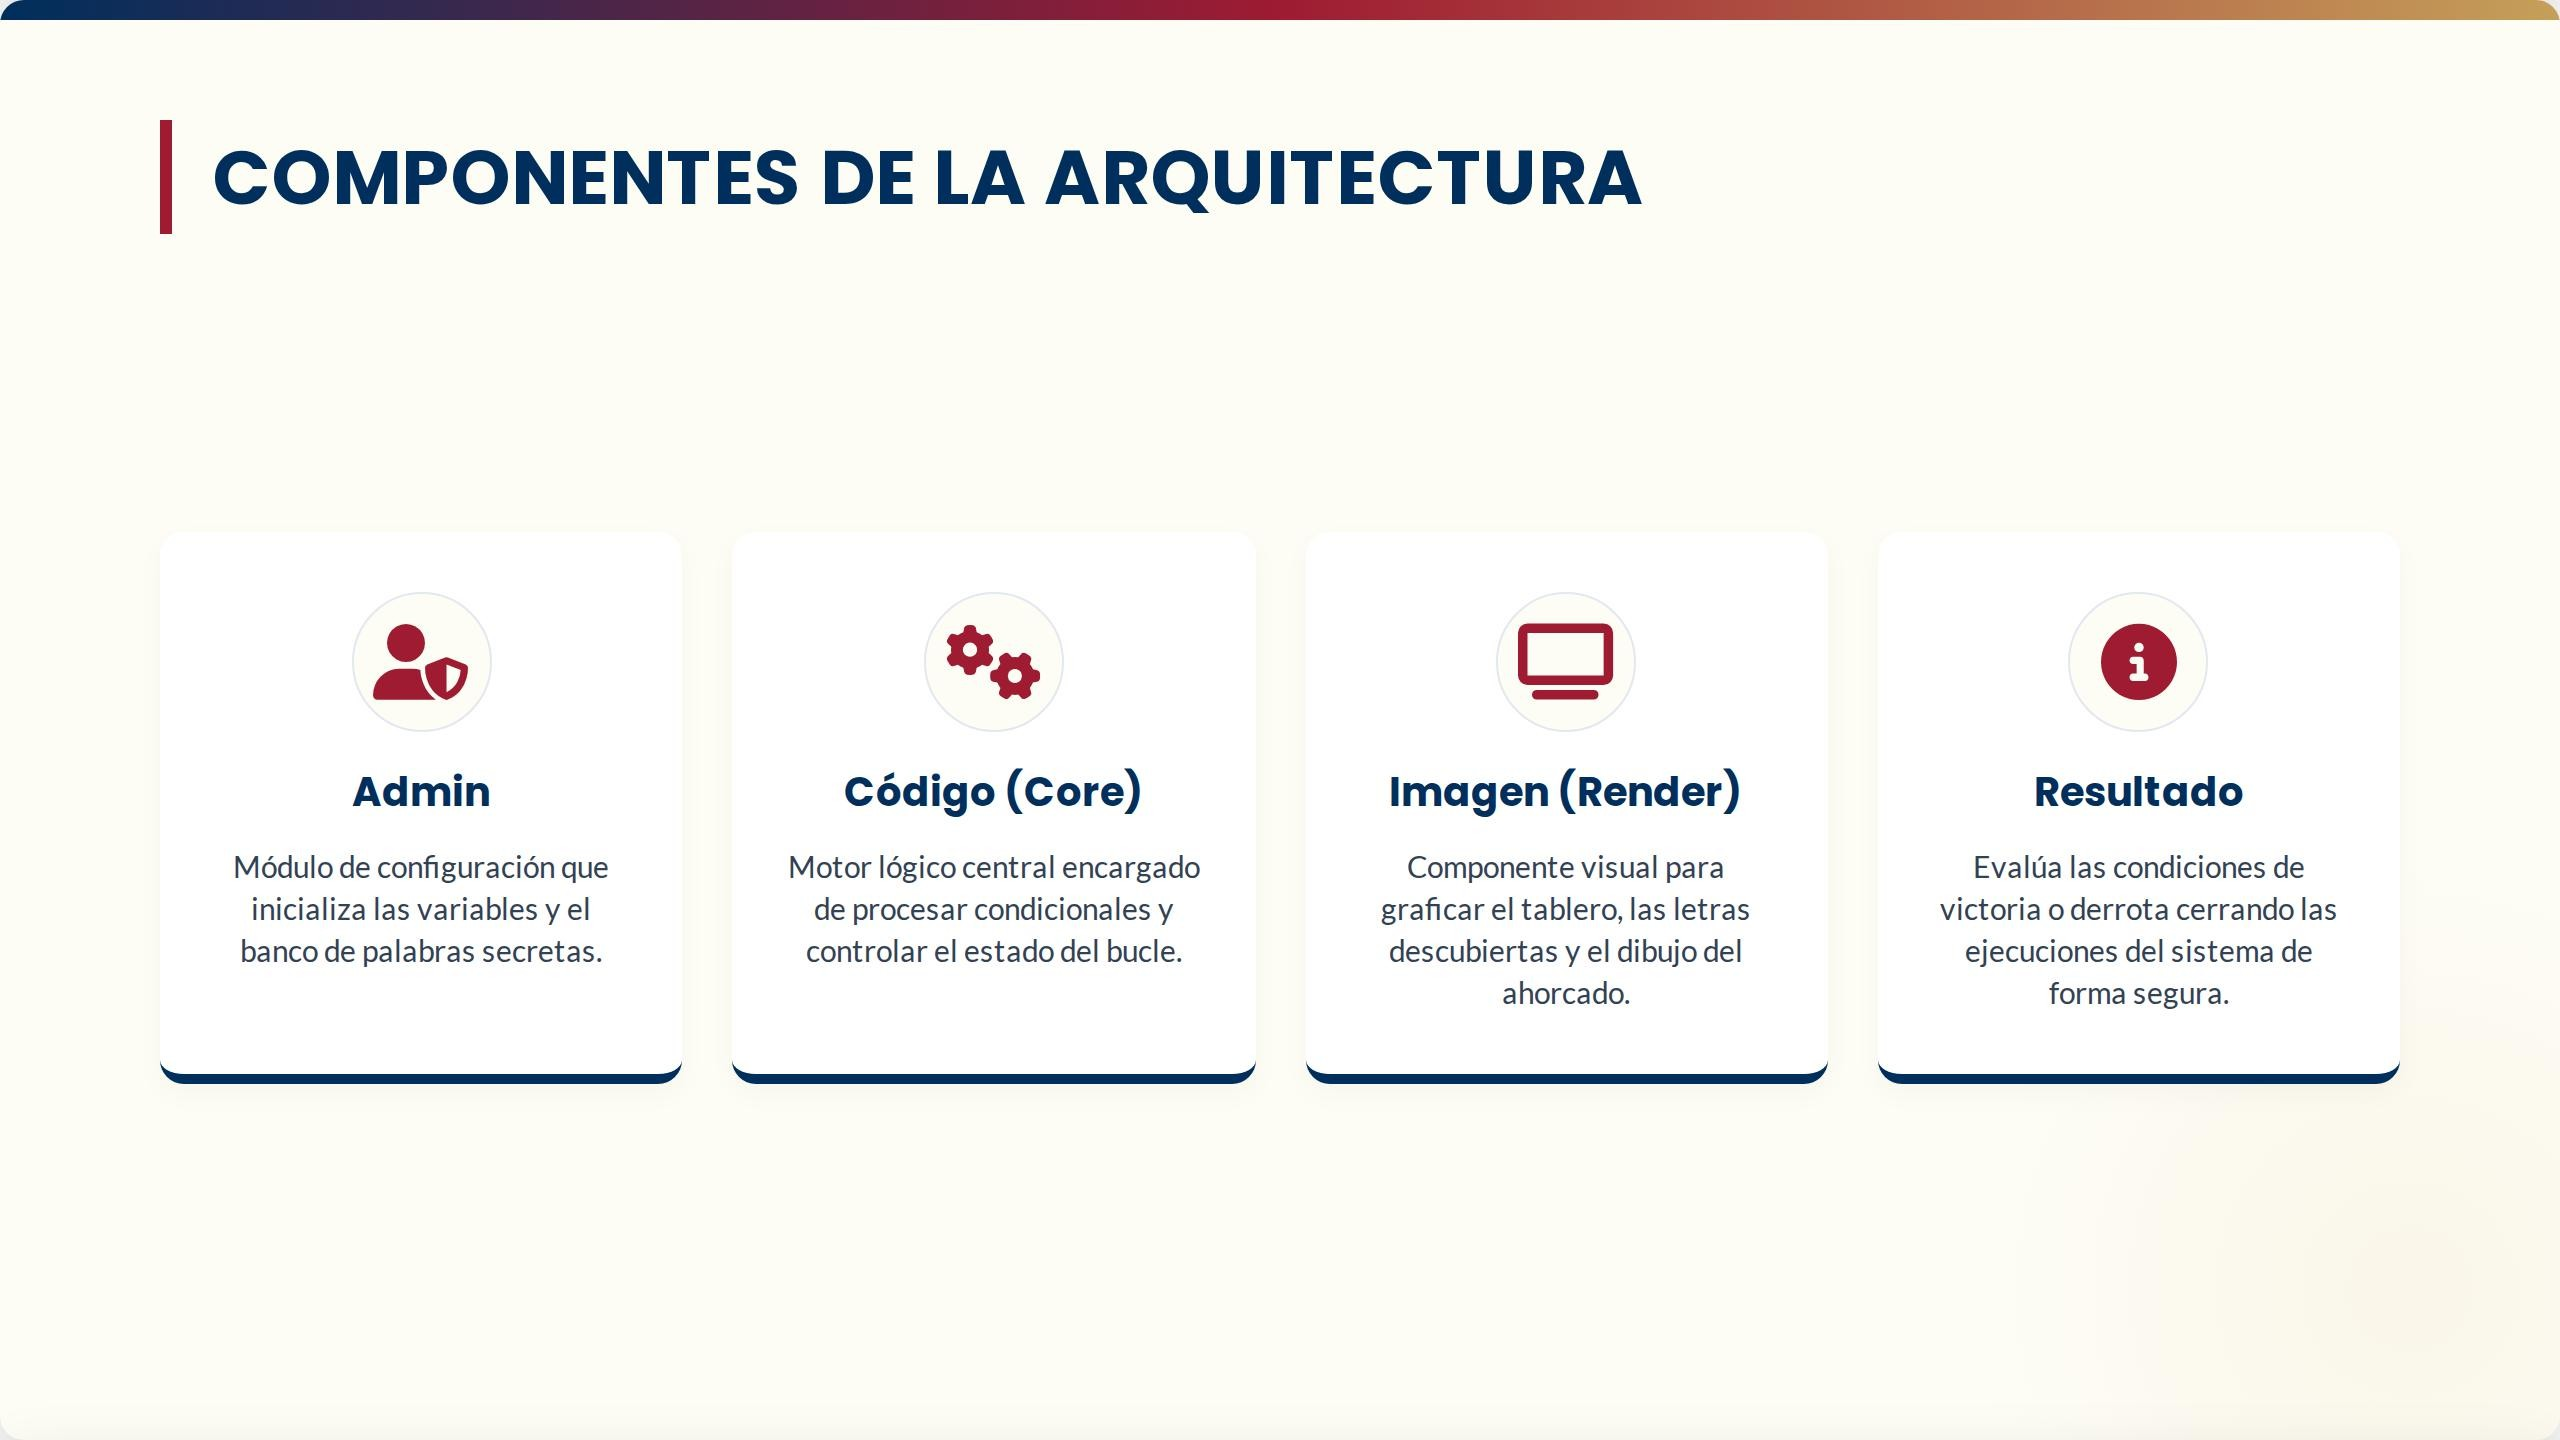 COMPONENTES DE LA ARQUITECTURA
Admin
Módulo de configuración que
inicializa las variables y el
banco de palabras secretas.
Código (Core)
Motor lógico central encargado
de procesar condicionales y
controlar el estado del bucle.
Imagen (Render)
Componente visual para
graficar el tablero, las letras
descubiertas y el dibujo del
ahorcado.
Resultado
Evalúa las condiciones de
victoria o derrota cerrando las
ejecuciones del sistema de
forma segura.